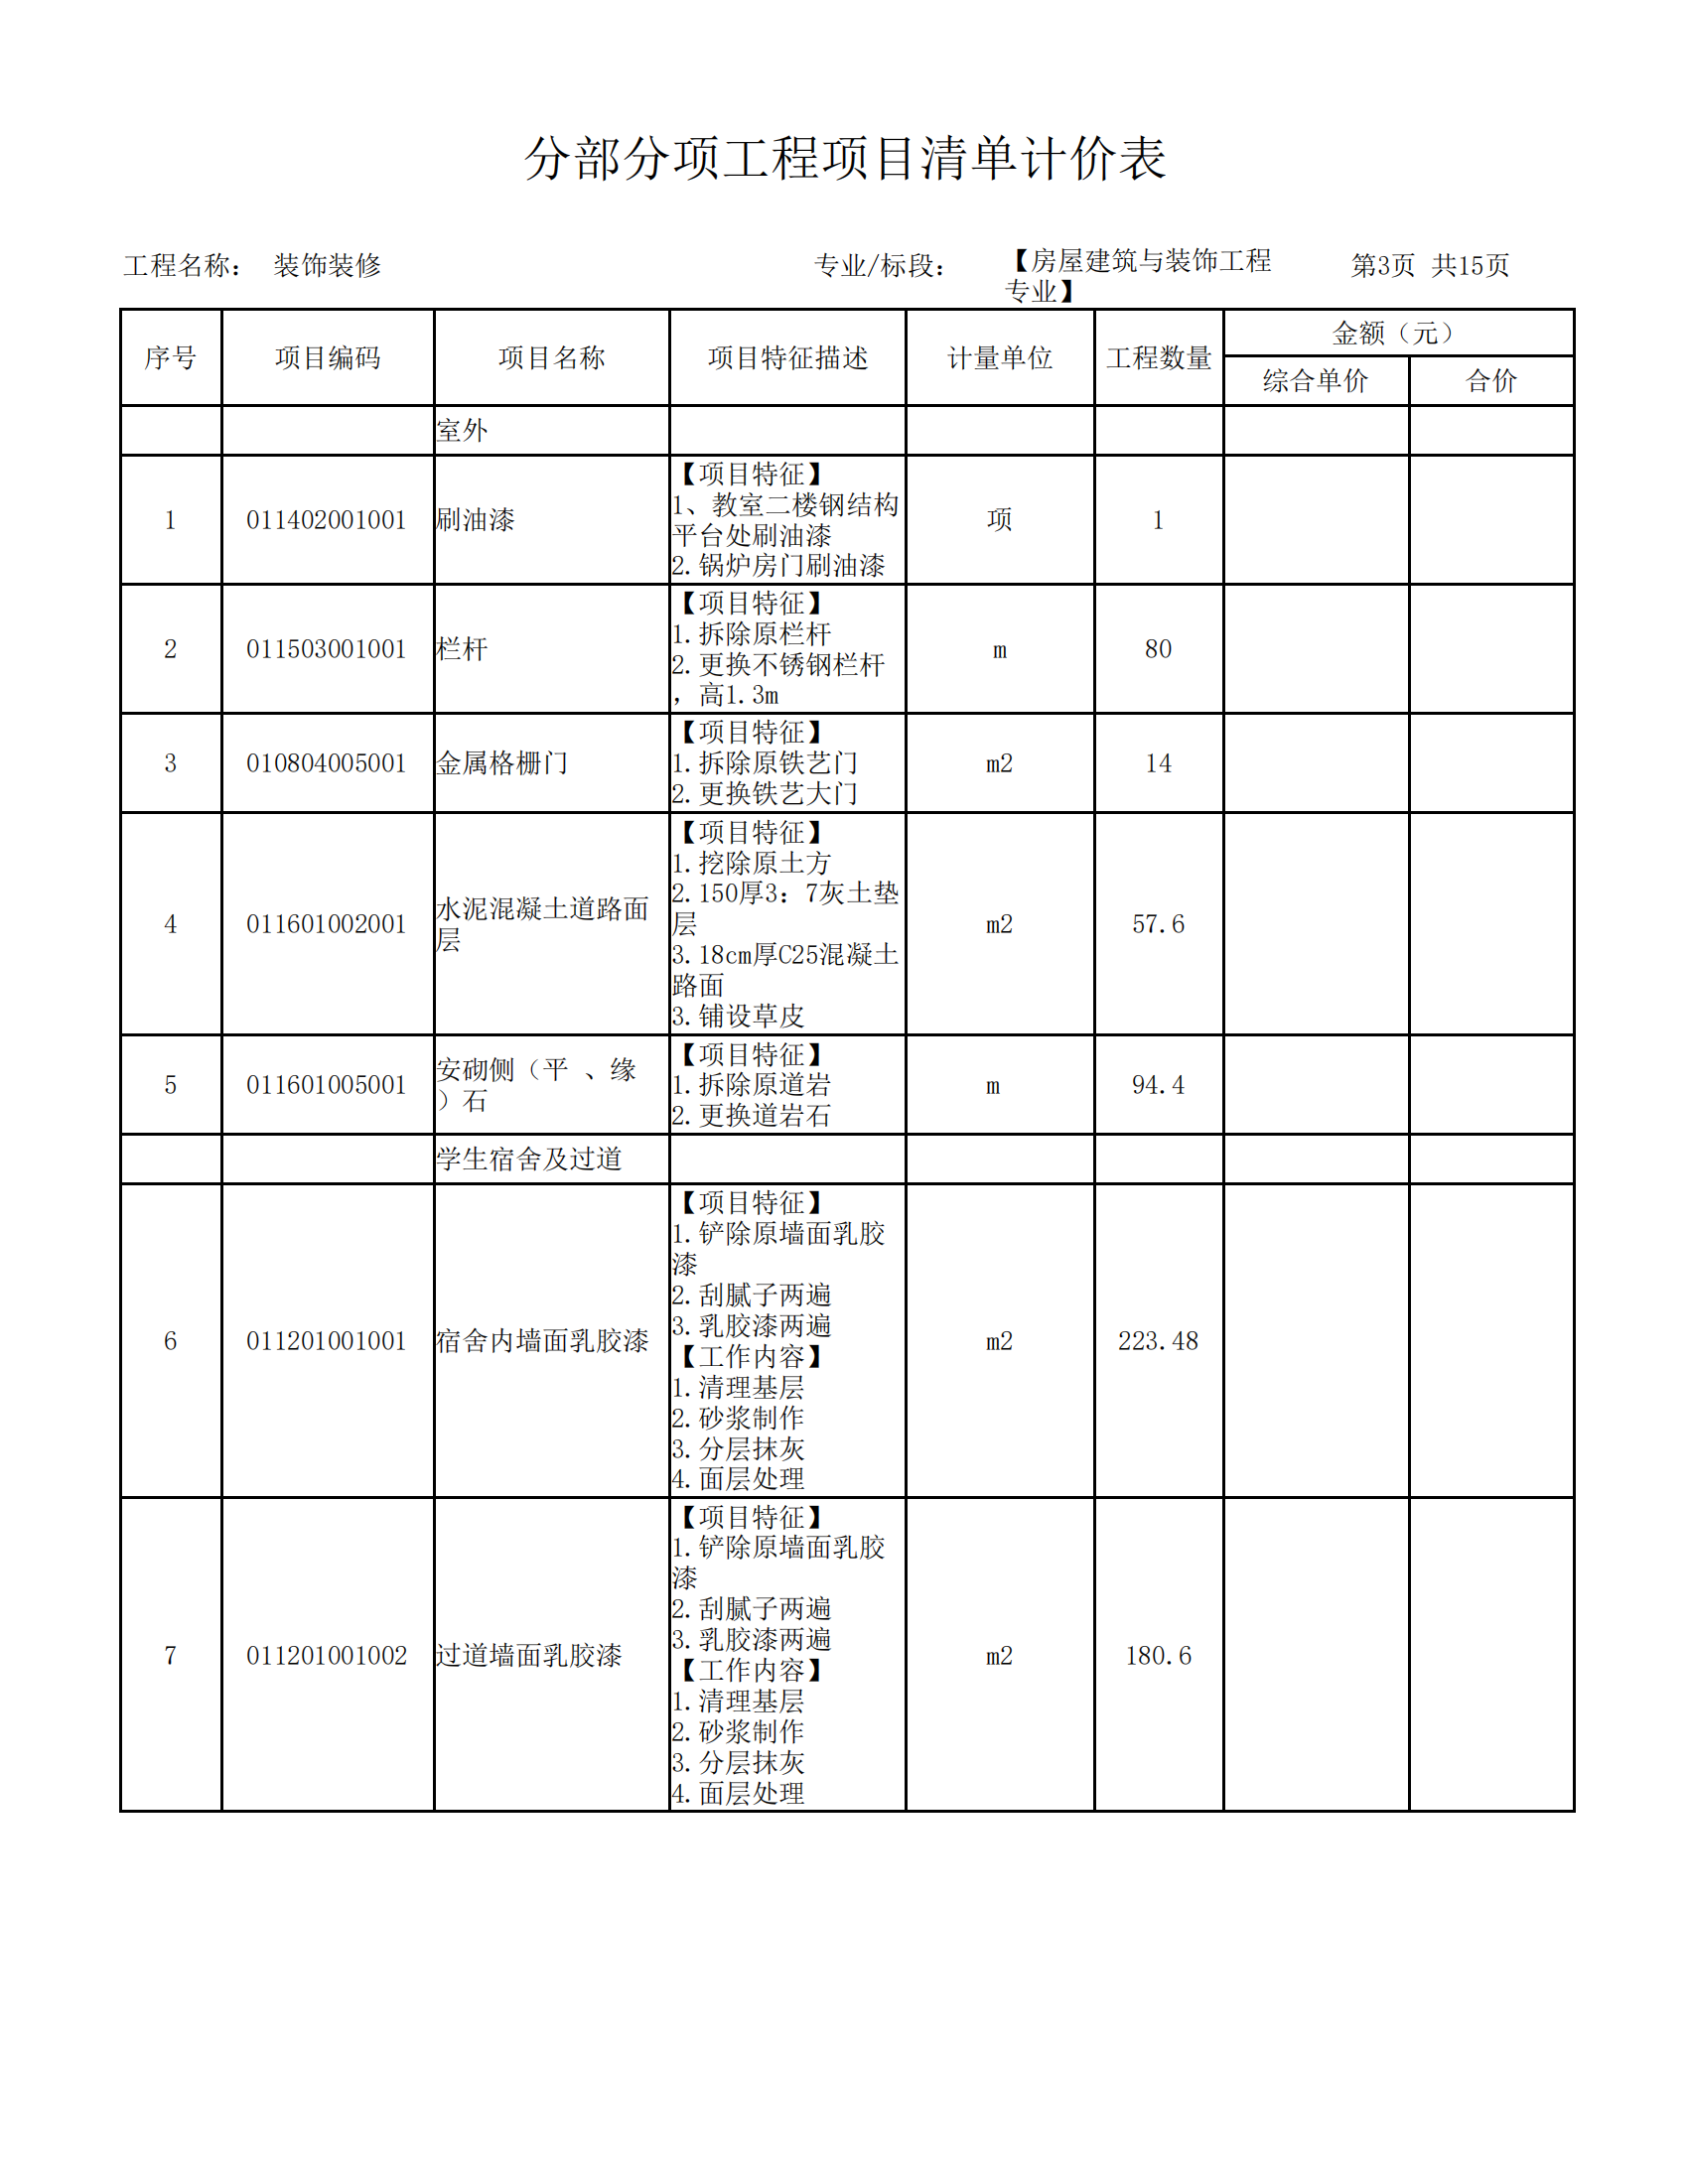 分部分项工程项目清单计价表
工程名称： 装饰装修
专业/标段：
【房屋建筑与装饰工程
专业】
第3页 共15页
序号
项目编码
项目名称
项目特征描述
计量单位
工程数量
金额（元）
综合单价
合价
室外
1
011402001001
刷油漆
【项目特征】
1、教室二楼钢结构
平台处刷油漆
2.锅炉房门刷油漆
项
1
2
011503001001
栏杆
【项目特征】
1.拆除原栏杆
2.更换不锈钢栏杆
，高1.3m
m
80
3
010804005001
金属格栅门
【项目特征】
1.拆除原铁艺门
2.更换铁艺大门
m2
14
4
011601002001
水泥混凝土道路面
层
【项目特征】
1.挖除原土方
2.150厚3：7灰土垫
层
3.18cm厚C25混凝土
路面
3.铺设草皮
m2
57.6
5
011601005001
安砌侧（平 、缘
）石
【项目特征】
1.拆除原道岩
2.更换道岩石
m
94.4
学生宿舍及过道
6
011201001001
宿舍内墙面乳胶漆
【项目特征】
1.铲除原墙面乳胶
漆
2.刮腻子两遍
3.乳胶漆两遍
【工作内容】
1.清理基层
2.砂浆制作
3.分层抹灰
4.面层处理
m2
223.48
7
011201001002
过道墙面乳胶漆
【项目特征】
1.铲除原墙面乳胶
漆
2.刮腻子两遍
3.乳胶漆两遍
【工作内容】
1.清理基层
2.砂浆制作
3.分层抹灰
4.面层处理
m2
180.6